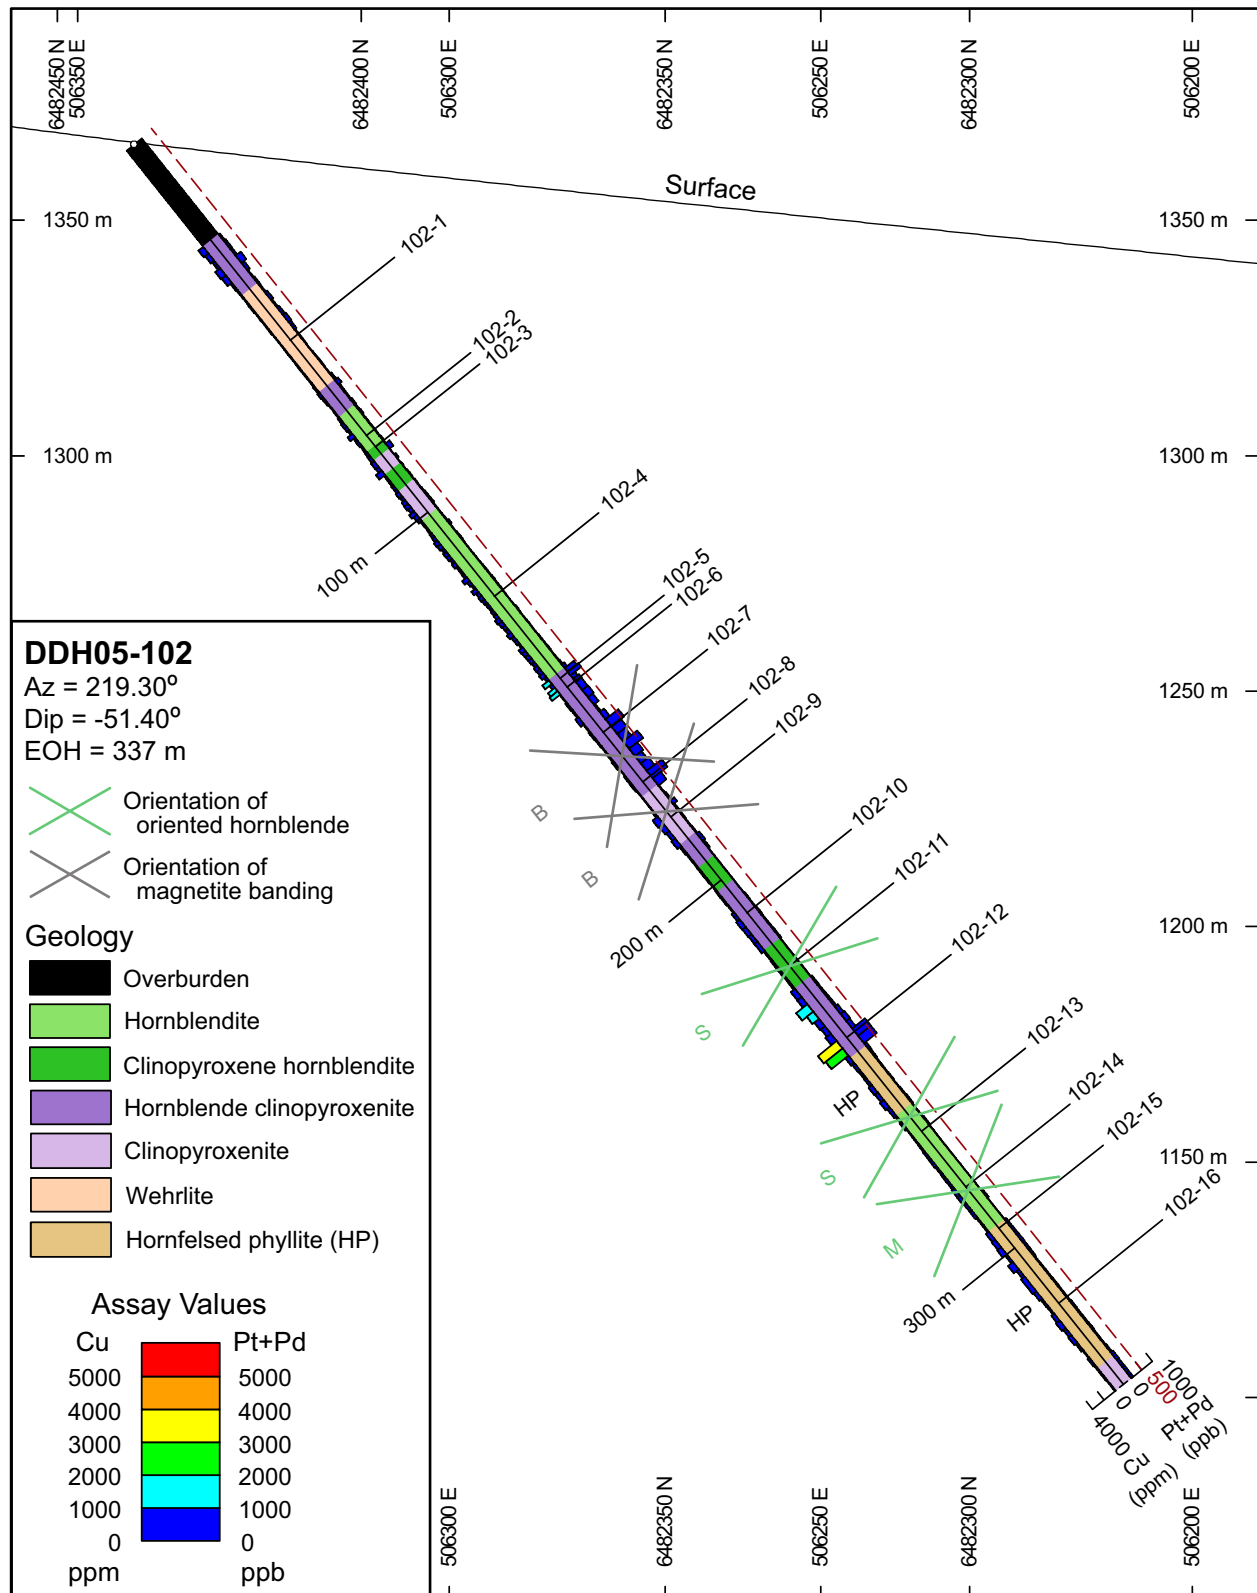 6482450 N
506350 E
6482400 N
506300 E
6482350 N
506250 E
6482300 N
506200 E
Surface
1350 m
1350 m
102-1
102-2
102-3
1300 m
1300 m
102-4
100 m
102-5
102-6
102-7
102-8
102-9
1250 m
B
B
102-10
102-11
200 m
102-12
1200 m
S
102-13
HP
102-14
102-15
1150 m
S
102-16
M
300 m
HP
1000
500
0
Pt+Pd
(ppb)
0
4000
Cu
(ppm)
DDH05-102
Az = 219.30º
Dip = -51.40º
EOH = 337 m
Orientation of
oriented hornblende
Orientation of
magnetite banding
Geology
Overburden
Hornblendite
Clinopyroxene hornblendite
Hornblende clinopyroxenite
Clinopyroxenite
Wehrlite
Hornfelsed phyllite (HP)
Assay Values
Cu Pt+Pd
5000 5000
4000 4000
3000 3000
2000 2000
1000 1000
0 0
ppm ppb
506300 E
6482350 N
506250 E
6482300 N
506200 E